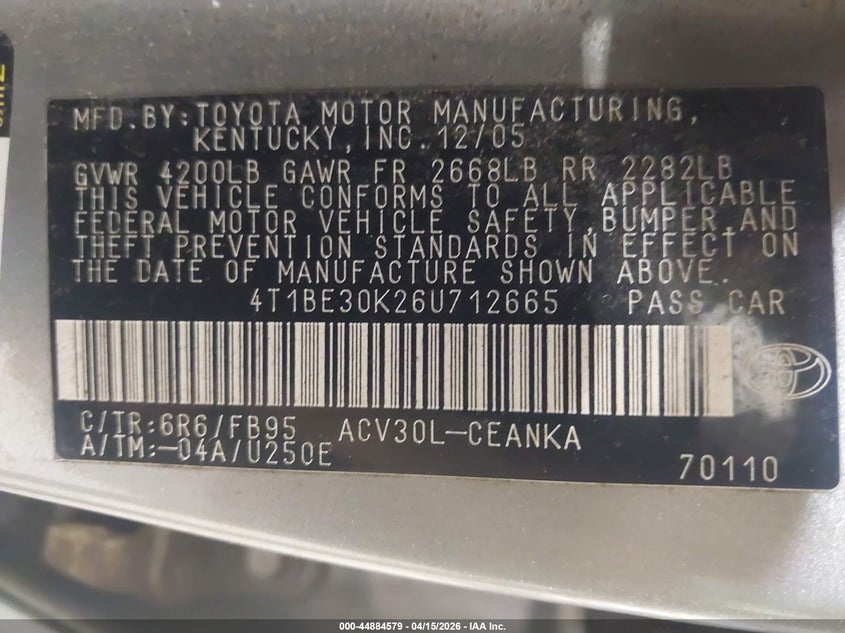 MFD.BY:TOYOTA MOTOR MANUFACTURING,
KENTUCKY,INC.12/05
GVWR 4200LB GAWR FR 2668LB RR 2282LB
THIS VEHICLE CONFORMS TO ALL APPLICABLE
FEDERAL MOTOR VEHICLE SAFETY,BUMPER,AND
THEFT PREVENTION STANDARDS IN EFFECT ON
THE DATE OF MANUFACTURE SHOWN ABOVE.
4T1BE30K26U712665 PASS CAR
C/TR:6R6/FB95 ACV30L-CEANKA
A/TM:-04A/U250E
70110
000-44884579 - 04/15/2026 - IAA Inc.